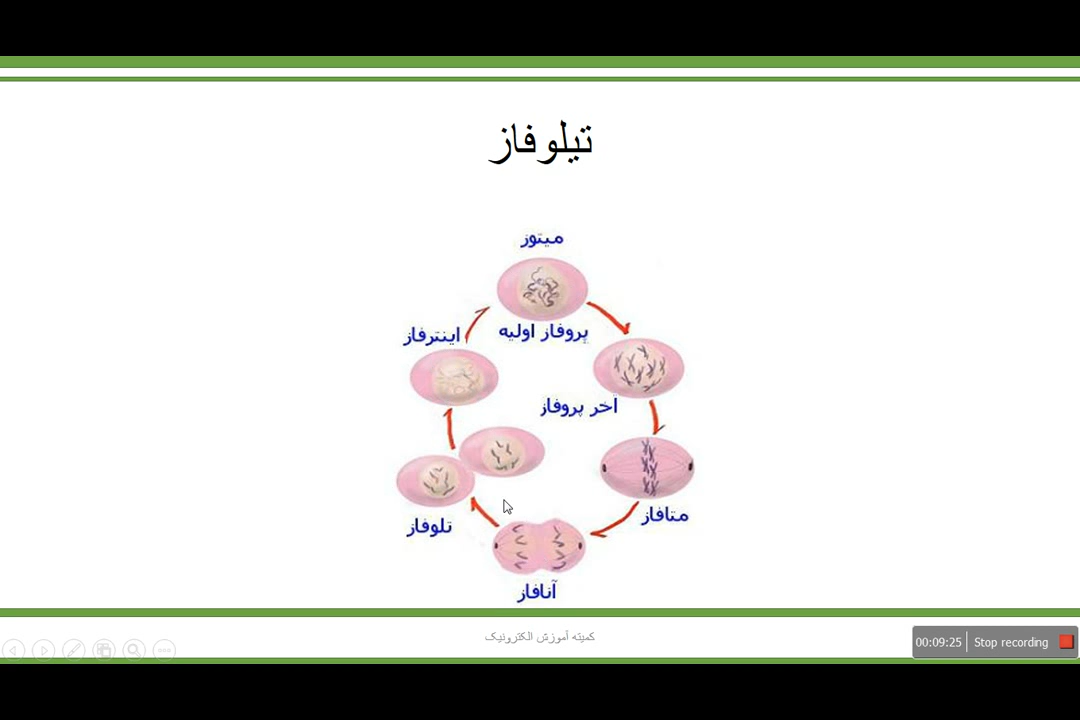 تیلوفاز
میتوز
پروفاز اولیه
اینترفاز
آخر پروفاز
متافاز
تلوفاز
آنافاز
کمیته آموزش الکترونیک
00:09:25 Stop recording